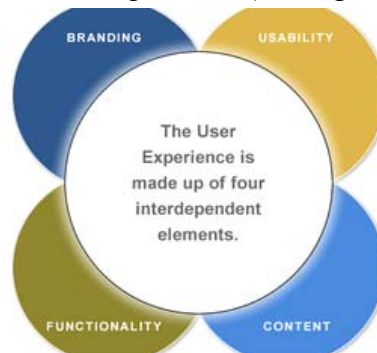 BRANDING
USABILITY
The User
Experience is
made up of four
interdependent
elements.
FUNCTIONALITY
CONTENT